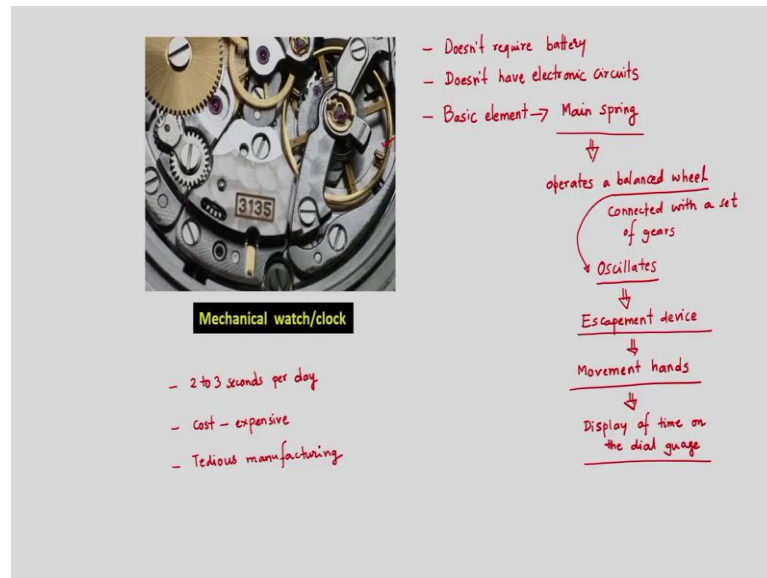 - Doesn't require battery
- Doesn't have electronic circuits
- Basic element → Main spring
operates a balanced wheel
Connected with a set
of gears
Oscillates
Escapement device
Movement hands
Display of time on
the dial guage
3135
Mechanical watch/clock
- 2 to 3 seconds per day
- Cost - expensive
- Tedious manufacturing